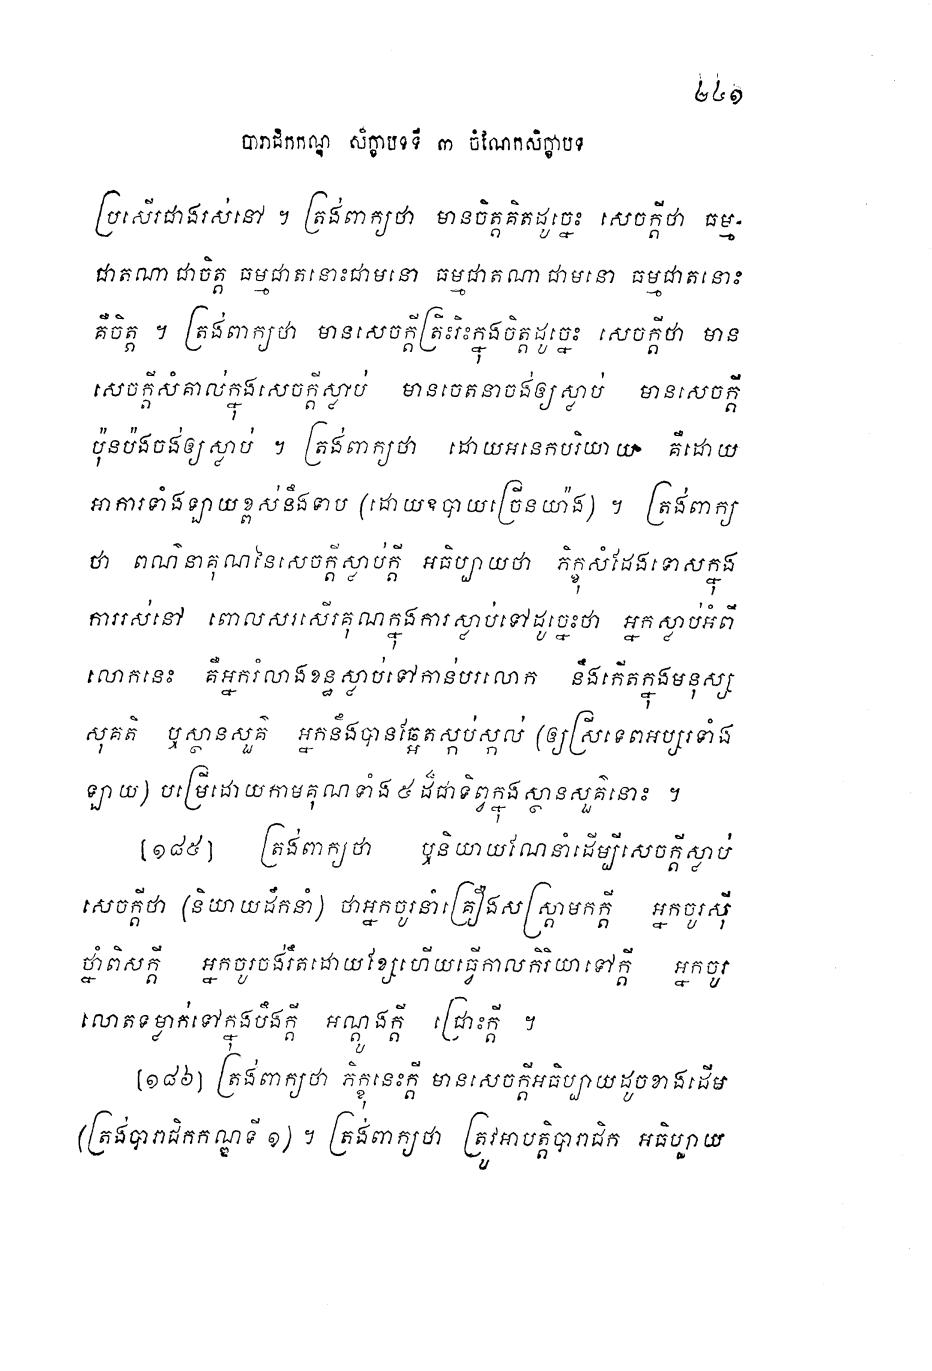 ២៤១
បារាជិកកណ្ឌ សិក្ខាបទទី ៣ ចំណែកសិក្ខាបទ
ប្រសើរជាងរស់នៅ ។ ត្រង់ពាក្យថា មានចិត្តគិតដូច្នេះ សេចក្តីថា ធម្ម-
ជាតណាជាចិត្ត ធម្មជាតនោះជាមនោ ធម្មជាតណាជាមនោ ធម្មជាតនោះ
គឺចិត្ត ។ ត្រង់ពាក្យថា មានសេចក្តីត្រិះរិះក្នុងចិត្តដូច្នេះ សេចក្តីថា មាន
សេចក្តីសំគាល់ក្នុងសេចក្តីស្លាប់ មានចេតនាចង់ឲ្យស្លាប់ មានសេចក្តី
ប៉ុនប៉ងចង់ឲ្យស្លាប់ ។ ត្រង់ពាក្យថា ដោយអនេកបរិយាយ គឺដោយ
អាការទាំងឡាយខ្ពស់នឹងទាប (ដោយឧបាយច្រើនយ៉ាង) ។ ត្រង់ពាក្យ
ថា ពណ៌នាគុណនៃសេចក្តីស្លាប់ក្តី អធិប្បាយថា ភិក្ខុសំដែងទោសក្នុង
ការរស់នៅ ពោលសរសើរគុណក្នុងការស្លាប់ទៅដូច្នេះថា អ្នកស្លាប់អំពី
លោកនេះ គឺអ្នករំលាងខន្ធស្លាប់ទៅកាន់បរលោក នឹងកើតក្នុងមនុស្ស
សុគតិ ឬស្ថានសួគ៌ អ្នកនឹងបានឆ្អែតស្កប់ស្កល់ (ឲ្យស្រីទេពអប្សរទាំង
ឡាយ) បម្រើដោយកាមគុណទាំង៥ដ៏ជាទិព្វក្នុងស្ថានសួគ៌នោះ ។
[១៨៥] ត្រង់ពាក្យថា ឬនិយាយណែនាំដើម្បីសេចក្តីស្លាប់
សេចក្តីថា (និយាយដឹកនាំ) ថាអ្នកចូរនាំគ្រឿងសស្ត្រាមកក្តី អ្នកចូរស៊ី
ថ្នាំពិសក្តី អ្នកចូរចង់រឹតដោយខ្សែហើយធ្វើកាលកិរិយាទៅក្តី អ្នកចូរ
លោតទម្លាក់ទៅក្នុងបឹងក្តី អណ្តូងក្តី ជ្រោះក្តី ។
[១៨៦] ត្រង់ពាក្យថា ភិក្ខុនេះក្តី មានសេចក្តីអធិប្បាយដូចខាងដើម
(ត្រង់បារាជិកកណ្ឌទី ១) ។ ត្រង់ពាក្យថា ត្រូវអាបត្តិបារាជិក អធិប្បាយ